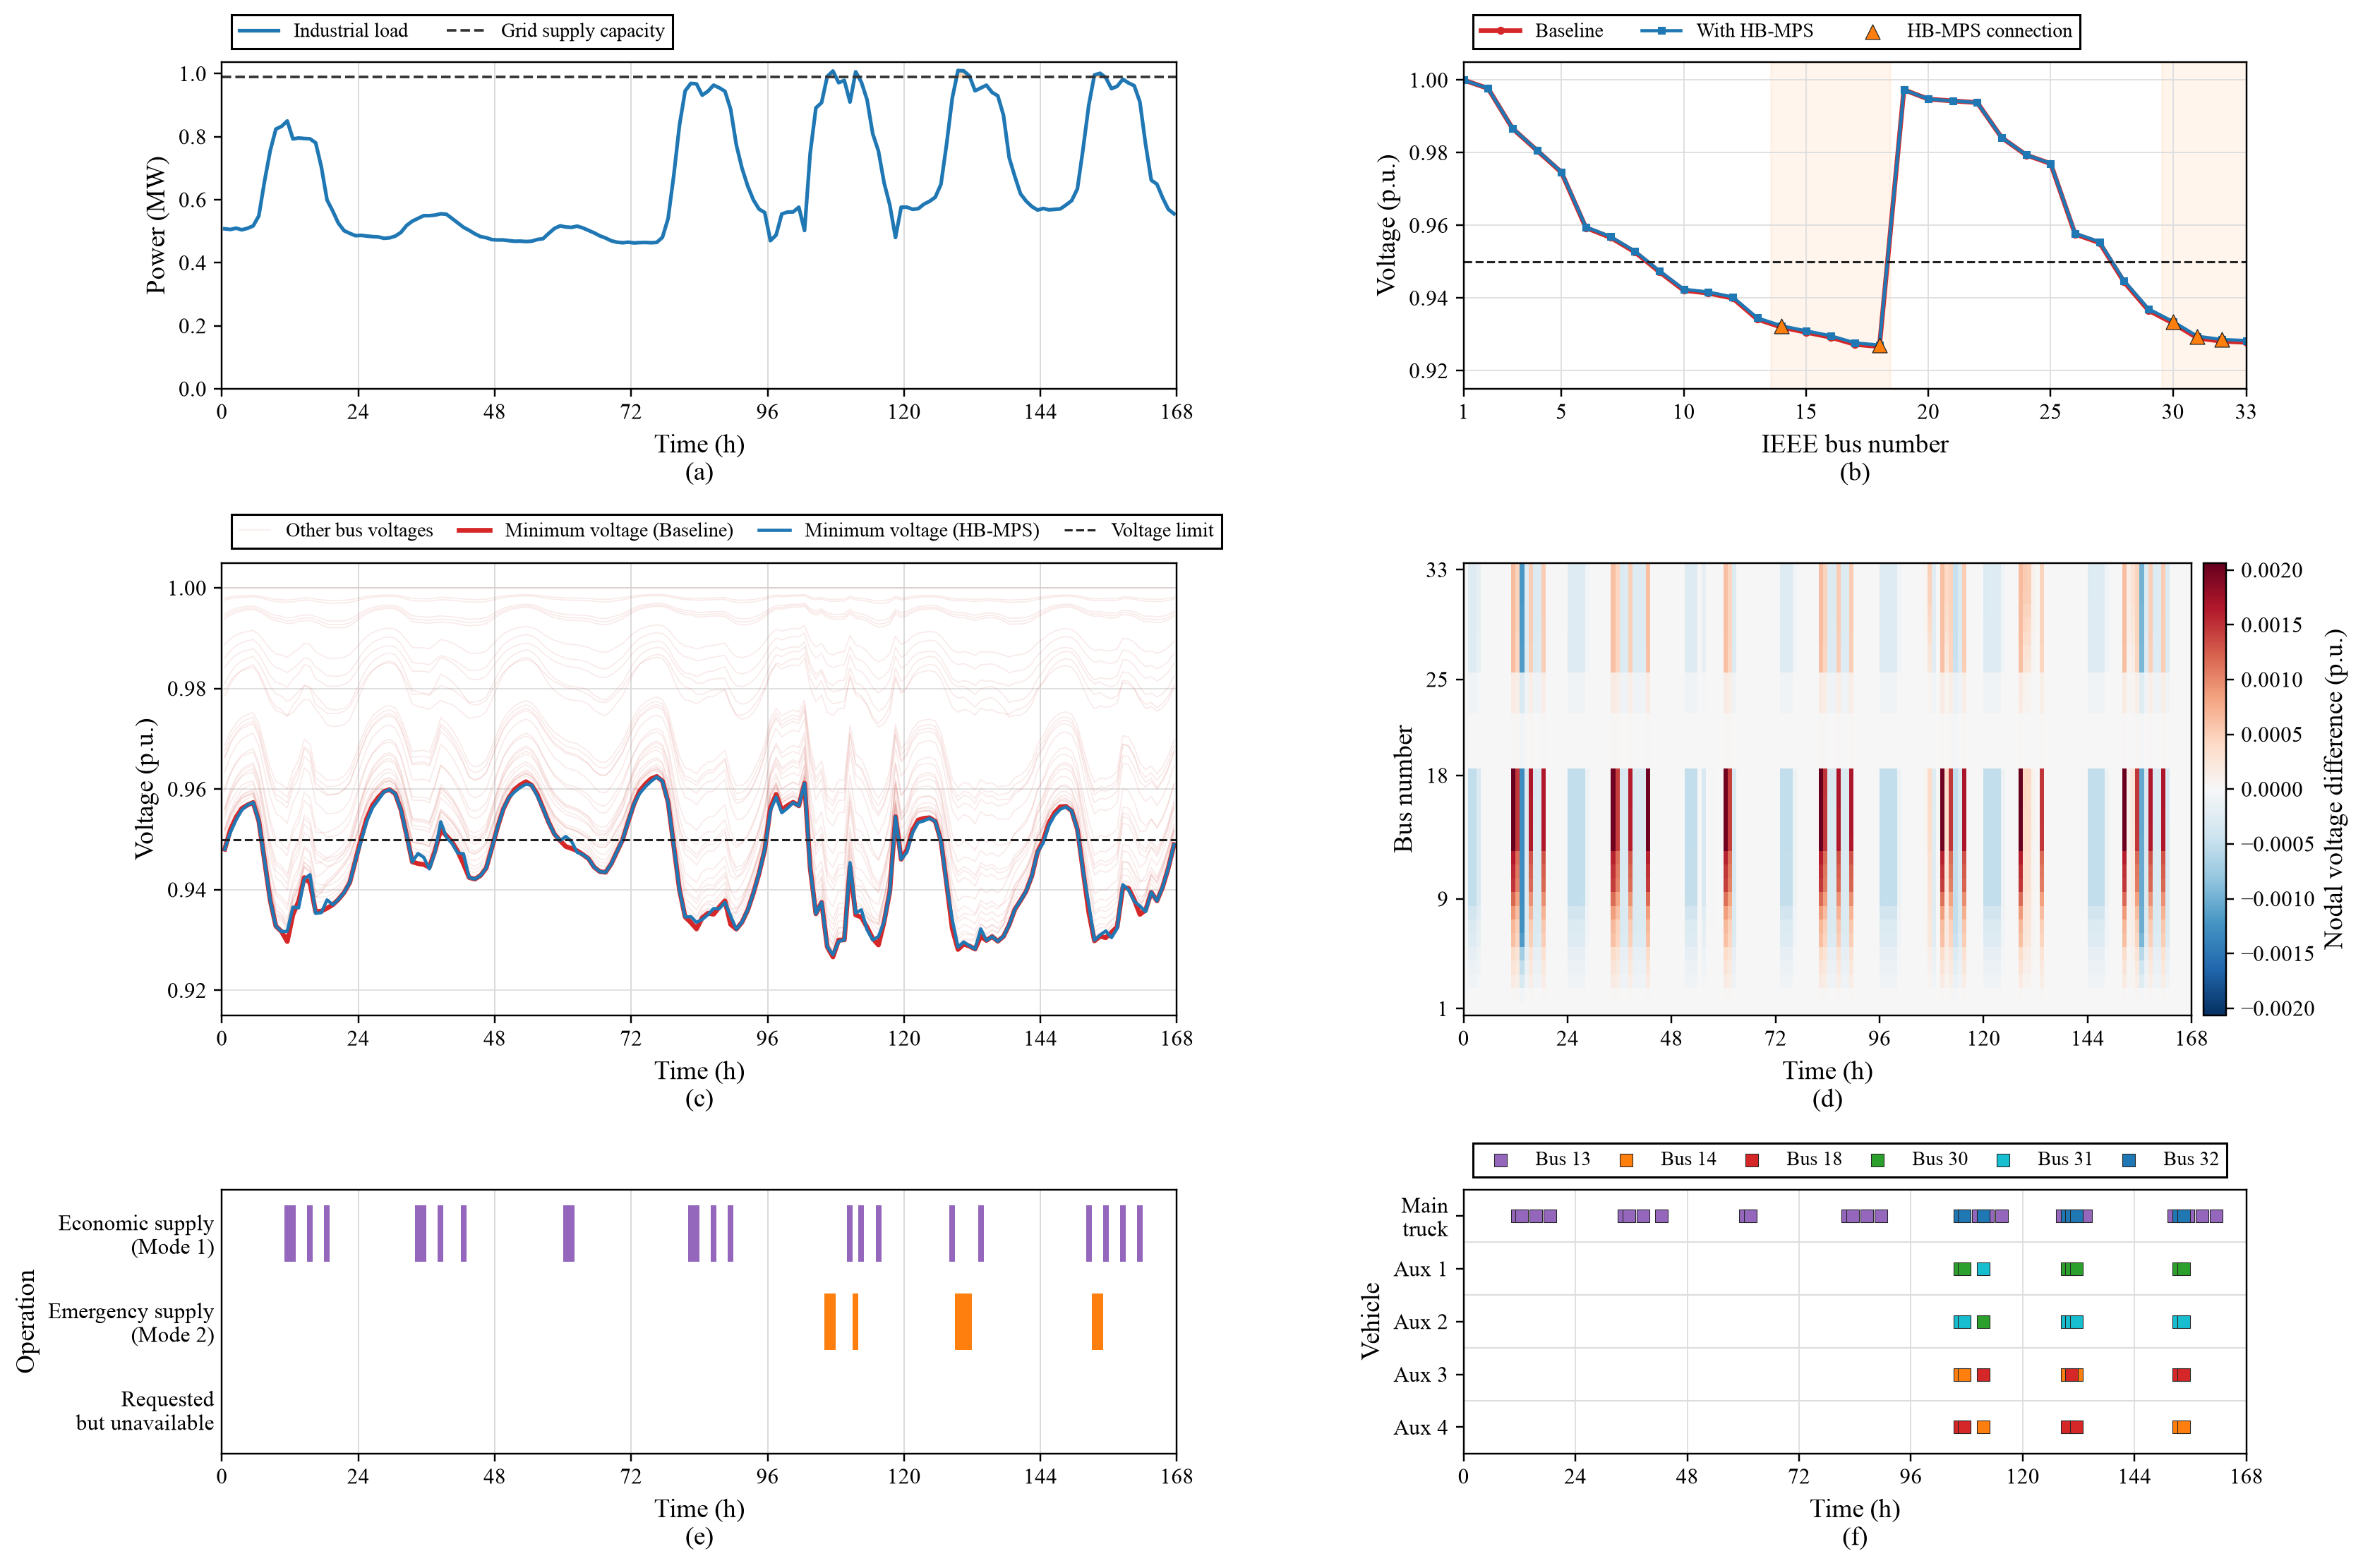 Industrial load
Grid supply capacity
1.0
0.8
0.6
0.4
0.2
0.0
Power (MW)
0 24 48 72 96 120 144 168
Time (h)
(a)
Baseline
With HB-MPS
HB-MPS connection
1.00
0.98
0.96
0.94
0.92
Voltage (p.u.)
1 5 10 15 20 25 30 33
IEEE bus number
(b)
Other bus voltages
Minimum voltage (Baseline)
Minimum voltage (HB-MPS)
Voltage limit
1.00
0.98
0.96
0.94
0.92
Voltage (p.u.)
0 24 48 72 96 120 144 168
Time (h)
(c)
33
25
18
9
1
Bus number
0 24 48 72 96 120 144 168
Time (h)
(d)
0.0020
0.0015
0.0010
0.0005
0.0000
−0.0005
−0.0010
−0.0015
−0.0020
Nodal voltage difference (p.u.)
Economic supply
(Mode 1)
Emergency supply
(Mode 2)
Requested
but unavailable
Operation
0 24 48 72 96 120 144 168
Time (h)
(e)
Bus 13
Bus 14
Bus 18
Bus 30
Bus 31
Bus 32
Main
truck
Aux 1
Aux 2
Aux 3
Aux 4
Vehicle
0 24 48 72 96 120 144 168
Time (h)
(f)